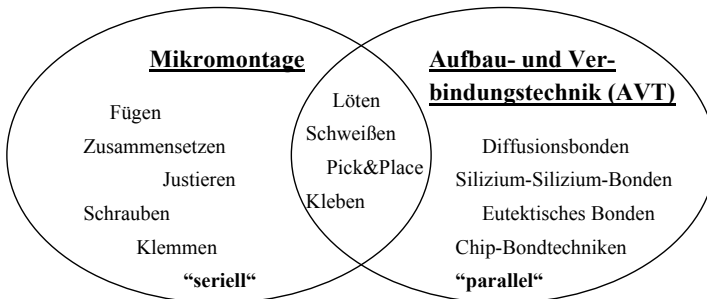 Mikromontage
Fügen
Zusammensetzen
Justieren
Schrauben
Klemmen
“seriell“
Löten
Schweißen
Pick&Place
Kleben
Aufbau- und Ver-
bindungstechnik (AVT)
Diffusionsbonden
Silizium-Silizium-Bonden
Eutektisches Bonden
Chip-Bondtechniken
“parallel“